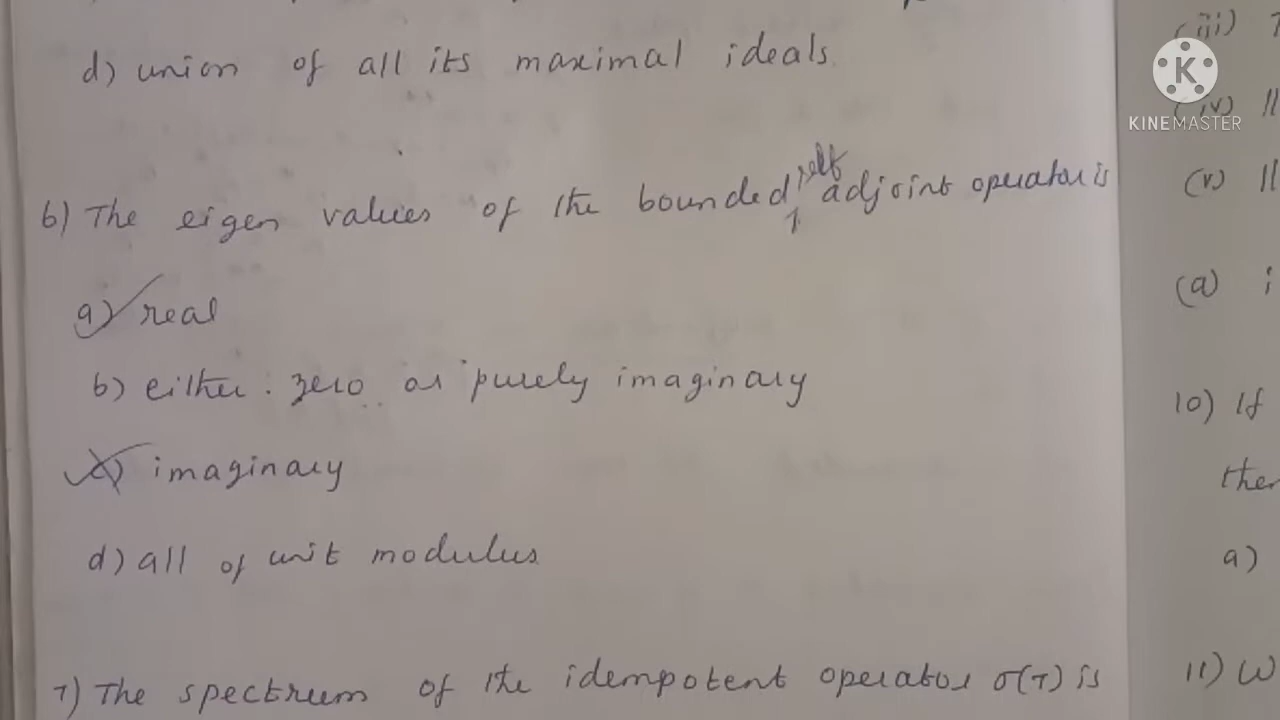 d) union of all its maximal ideals.
6) The eigen values of the bounded self adjoint operator is
a) real
b) either zero or purely imaginary
c) imaginary
d) all of unit modulus
7) The spectrum of the idempotent operator σ(T) is
(iii)
(iv) ||
(v) ||
(a) i
10) If
then
a)
11) W
KINEMASTER